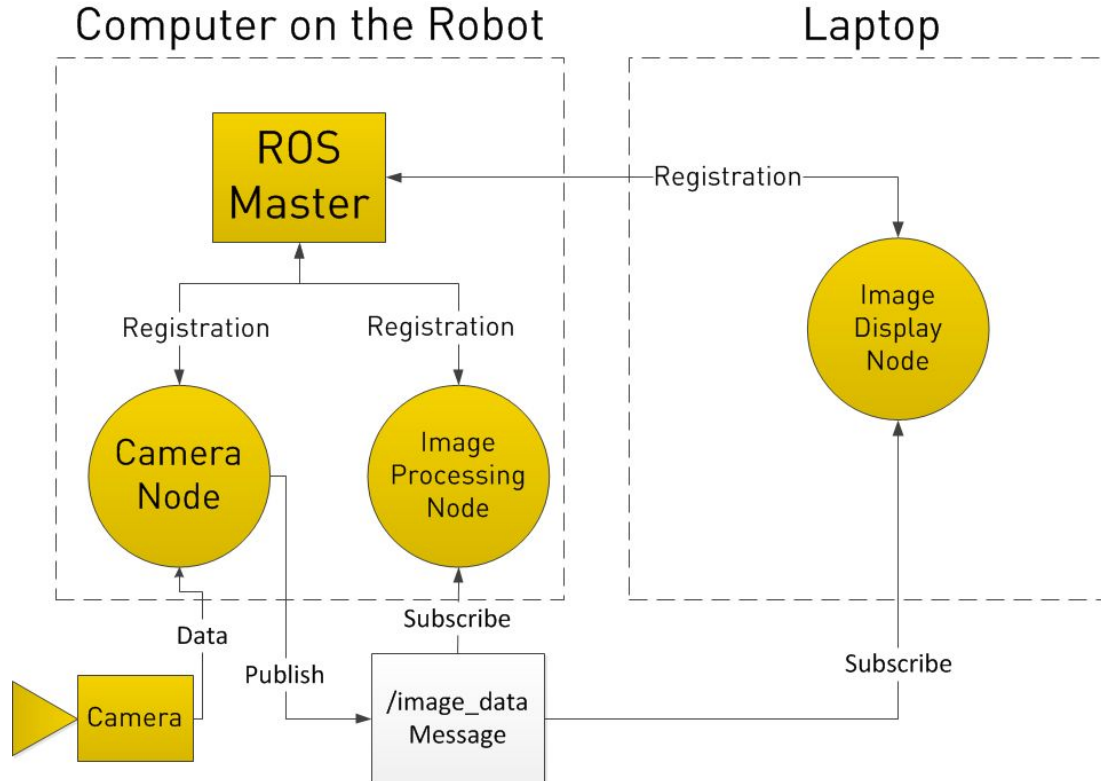 Computer on the Robot
Laptop
ROS
Master
Registration
Registration
Registration
Image
Display
Node
Camera
Node
Image
Processing
Node
Data
Publish
Subscribe
Subscribe
Camera
/image_data
Message